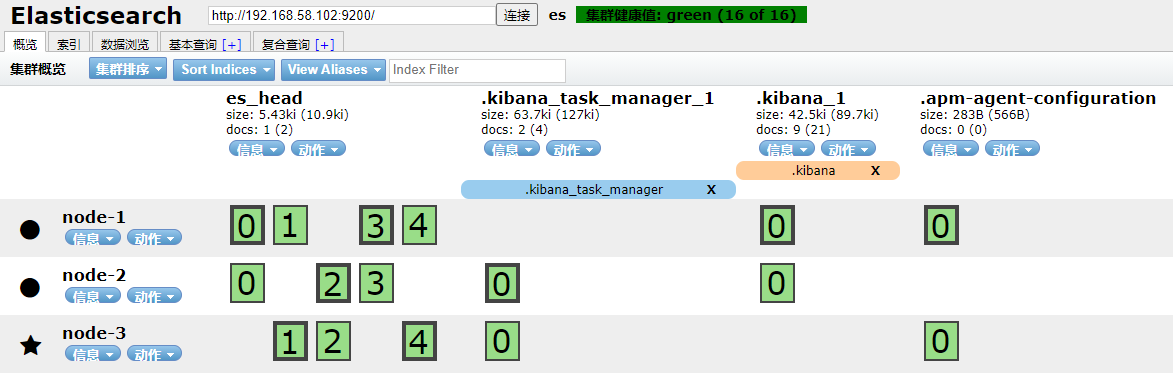 Elasticsearch http://192.168.58.102:9200/ 连接 es 集群健康值: green (16 of 16)
概览 索引 数据浏览 基本查询 [+] 复合查询 [+]
集群概览 集群排序 Sort Indices View Aliases Index Filter
es_head .kibana_task_manager_1 .kibana_1 .apm-agent-configuration
size: 5.43ki (10.9ki) size: 63.7ki (127ki) size: 42.5ki (89.7ki) size: 283B (566B)
docs: 1 (2) docs: 2 (4) docs: 9 (21) docs: 0 (0)
信息 动作 信息 动作 信息 动作 信息 动作
.kibana X
.kibana_task_manager X
node-1 0 1 3 4 0 0
信息 动作
node-2 0 2 3 0 0
信息 动作
node-3 1 2 4 0 0
信息 动作